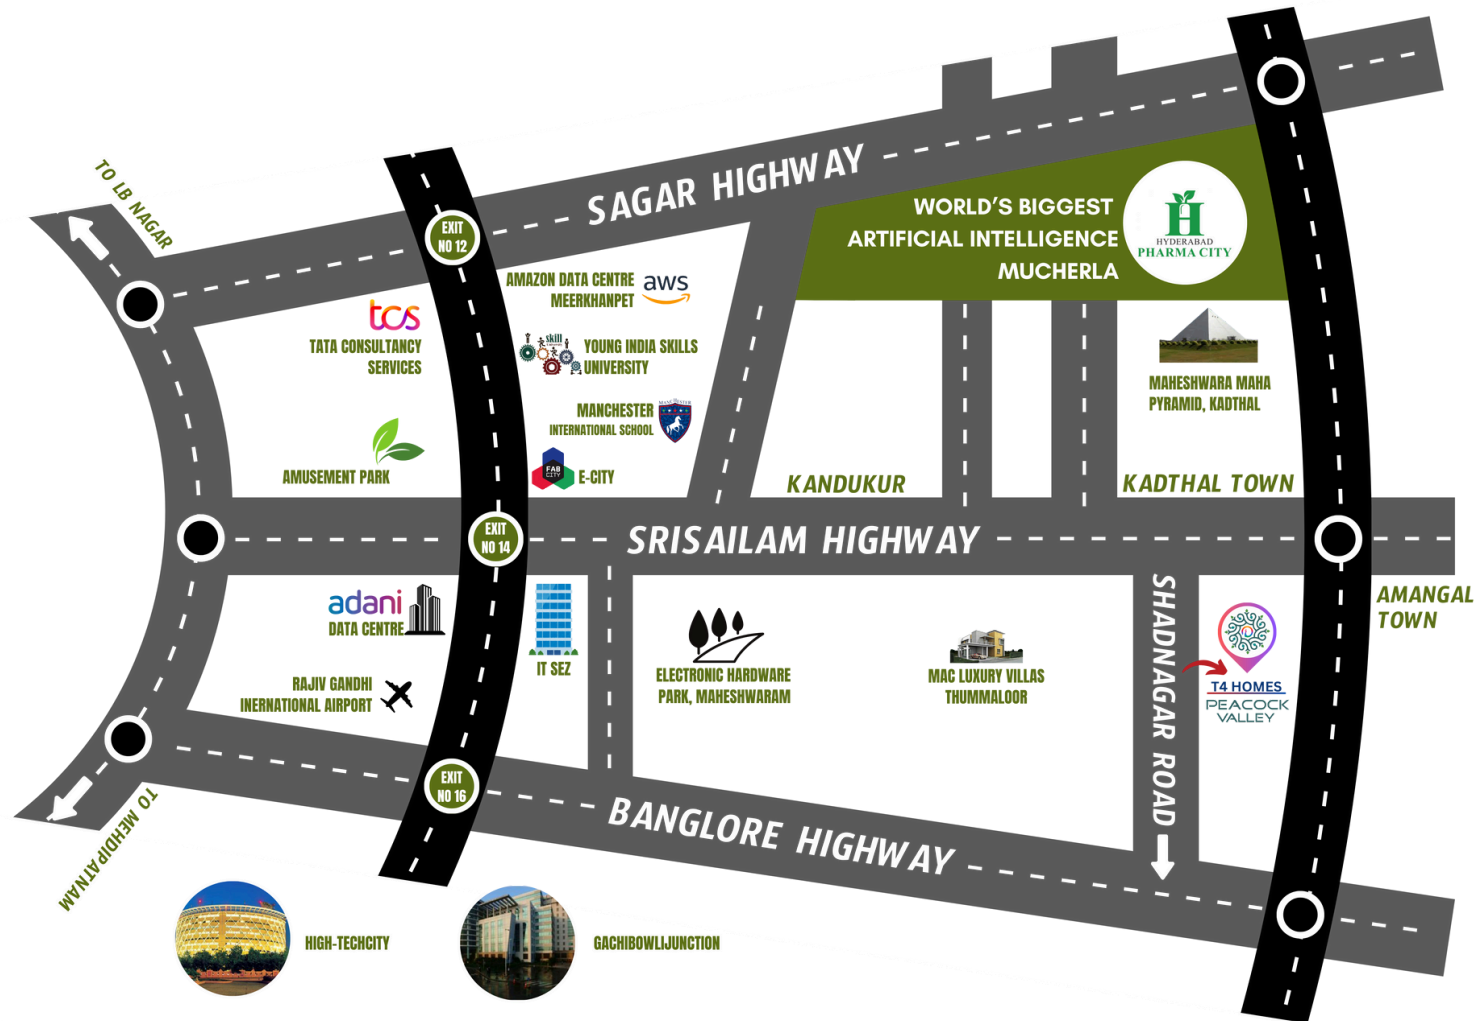 TO LB NAGAR
EXIT
NO 12
SAGAR HIGHWAY
WORLD'S BIGGEST
ARTIFICIAL INTELLIGENCE
MUCHERLA
H
HYDERABAD
PHARMA CITY
AMAZON DATA CENTRE
MEERKHANPET
aws
tcs
TATA CONSULTANCY
SERVICES
skill
YOUNG INDIA SKILLS
UNIVERSITY
MANCHESTER
INTERNATIONAL SCHOOL
MANCHESTER
MAHESHWARA MAHA
PYRAMID, KADTHAL
AMUSEMENT PARK
FAB
CITY
E-CITY
KANDUKUR
KADTHAL TOWN
EXIT
NO 14
SRISAILAM HIGHWAY
adani
DATA CENTRE
IT SEZ
RAJIV GANDHI
INERNATIONAL AIRPORT
ELECTRONIC HARDWARE
PARK, MAHESHWARAM
MAC LUXURY VILLAS
THUMMALOOR
SHADNAGAR ROAD
T4 HOMES
PEACOCK
VALLEY
AMANGAL
TOWN
EXIT
NO 16
BANGLORE HIGHWAY
TO MEHDIPATNAM
HIGH-TECHCITY
GACHIBOWLIJUNCTION